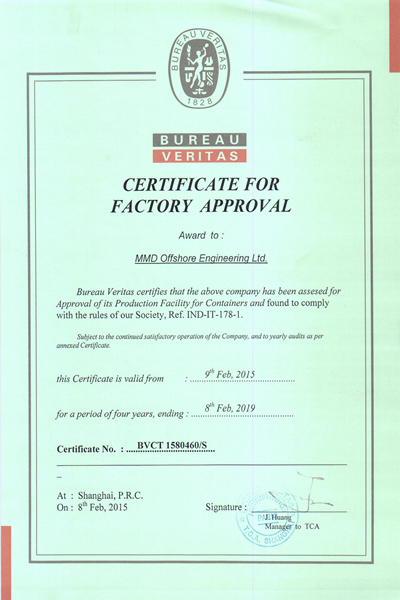 BUREAU VERITAS
1828
BUREAU
VERITAS
CERTIFICATE FOR
FACTORY APPROVAL
Award to :
MMD Offshore Engineering Ltd.
Bureau Veritas certifies that the above company has been assesed for
Approval of its Production Facility for Containers and found to comply
with the rules of our Society, Ref. IND-IT-178-1.
Subject to the continued satisfactory operation of the Company, and to yearly audits as per
annexed Certificate.
this Certificate is valid from : 9th Feb, 2015
for a period of four years, ending : 8th Feb, 2019
Certificate No. : BVCT 1580460/S
At : Shanghai, P.R.C.
On : 8th Feb, 2015 Signature :
J. Huang
Manager to TCA